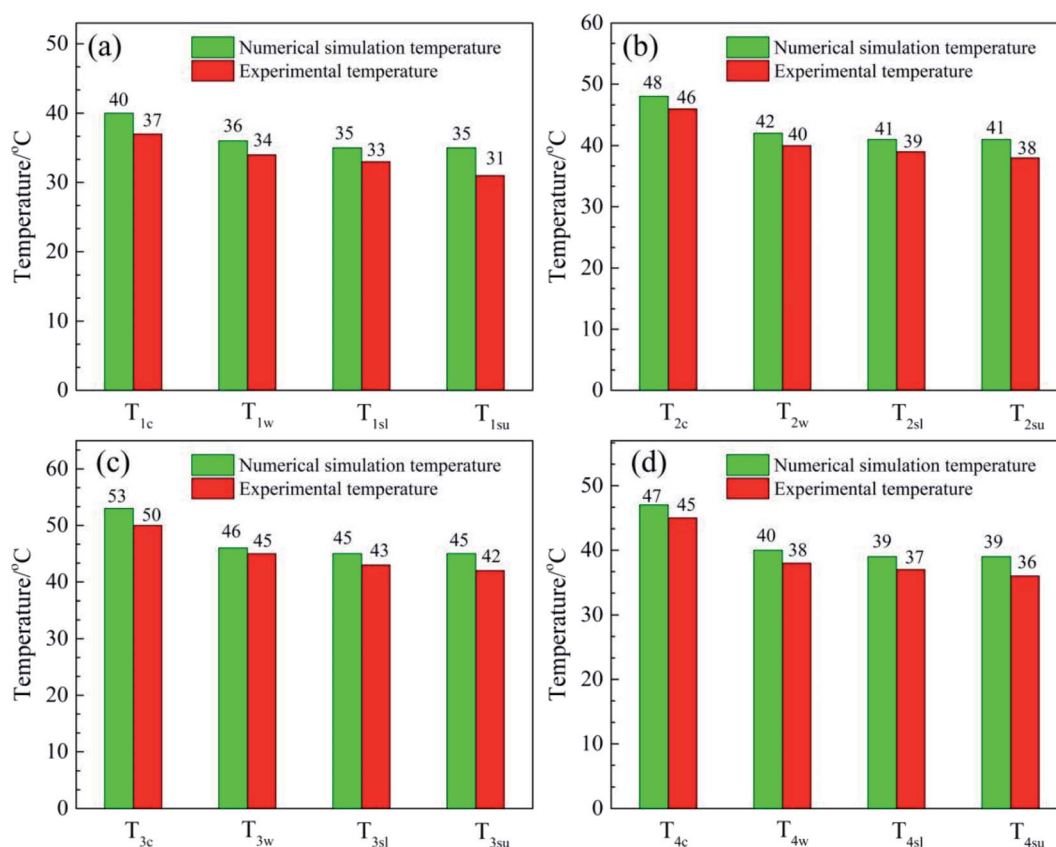 (a)
Numerical simulation temperature
Experimental temperature
Temperature/°C
50
40
30
20
10
0
40 37 36 34 35 33 35 31
T1c T1w T1sl T1su
(b)
Numerical simulation temperature
Experimental temperature
Temperature/°C
60
50
40
30
20
10
0
48 46 42 40 41 39 41 38
T2c T2w T2sl T2su
(c)
Numerical simulation temperature
Experimental temperature
Temperature/°C
60
50
40
30
20
10
0
53 50 46 45 45 43 45 42
T3c T3w T3sl T3su
(d)
Numerical simulation temperature
Experimental temperature
Temperature/°C
50
40
30
20
10
0
47 45 40 38 39 37 39 36
T4c T4w T4sl T4su